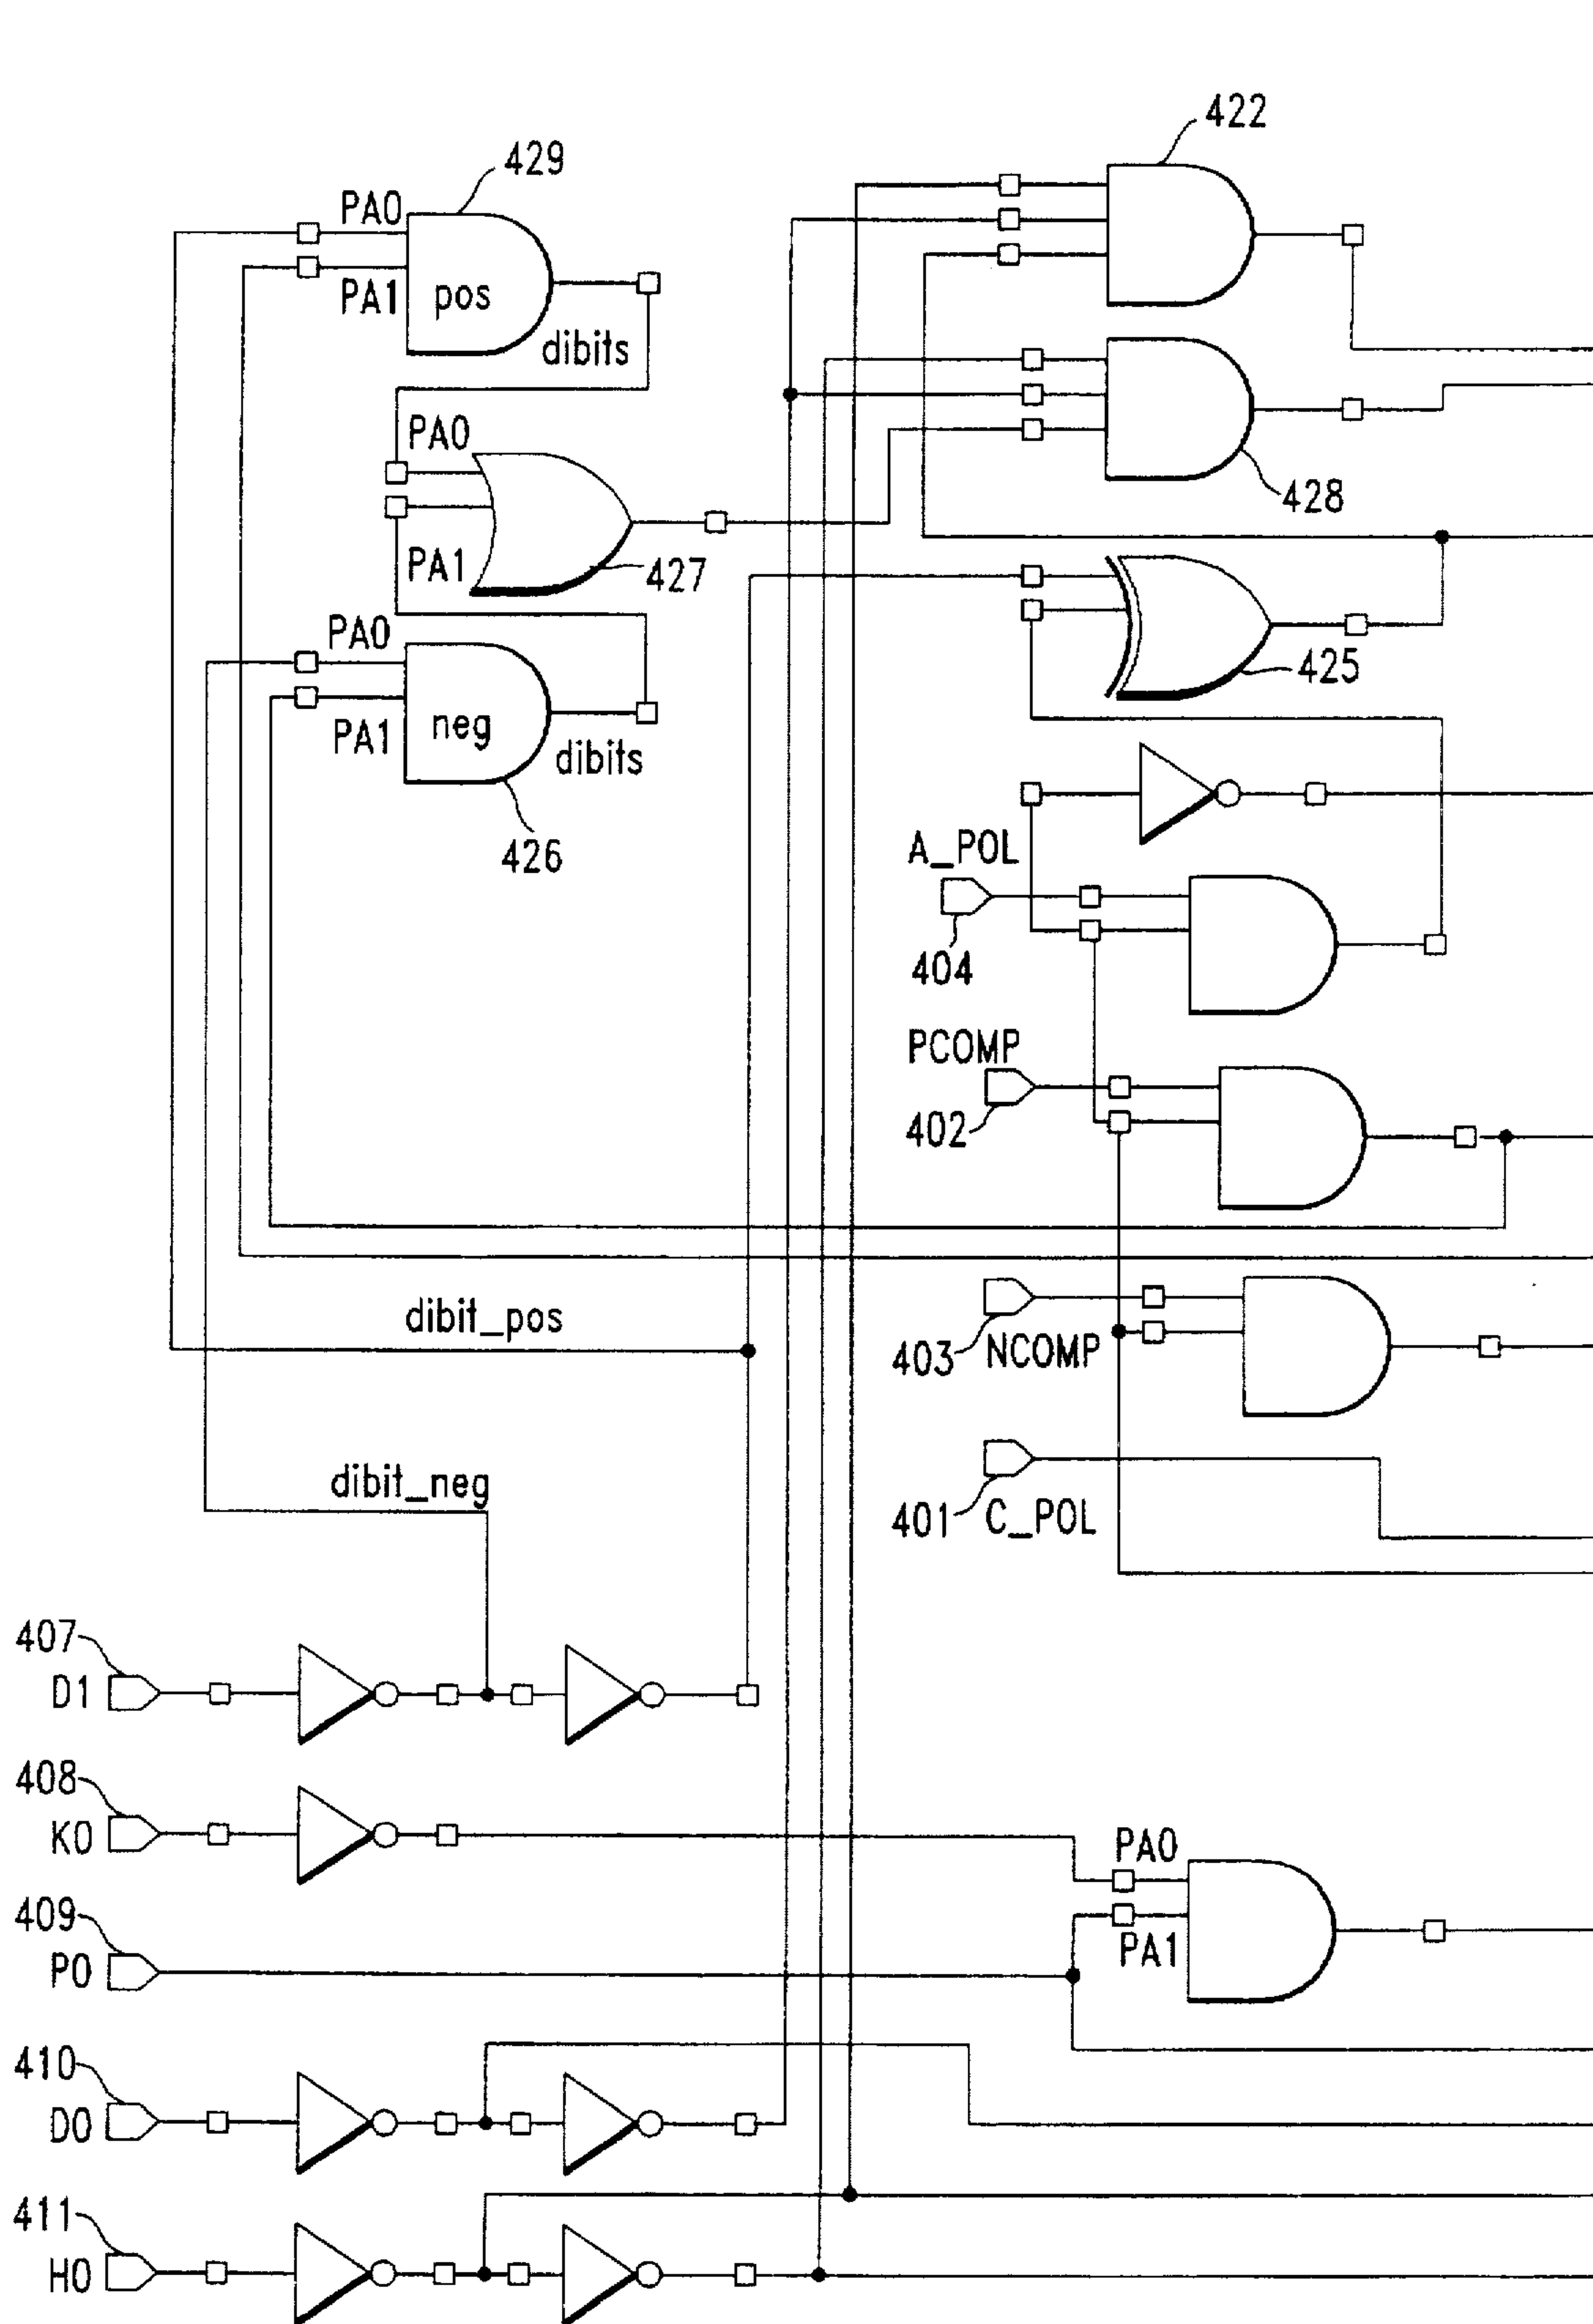 422
429
PA0
PA1
pos
dibits
PA0
428
PA1
427
PA0
425
PA1
neg
dibits
426
A_POL
404
PCOMP
402
dibit_pos
403
NCOMP
dibit_neg
401
C_POL
407
D1
408
K0
PA0
409
P0
PA1
410
D0
411
H0